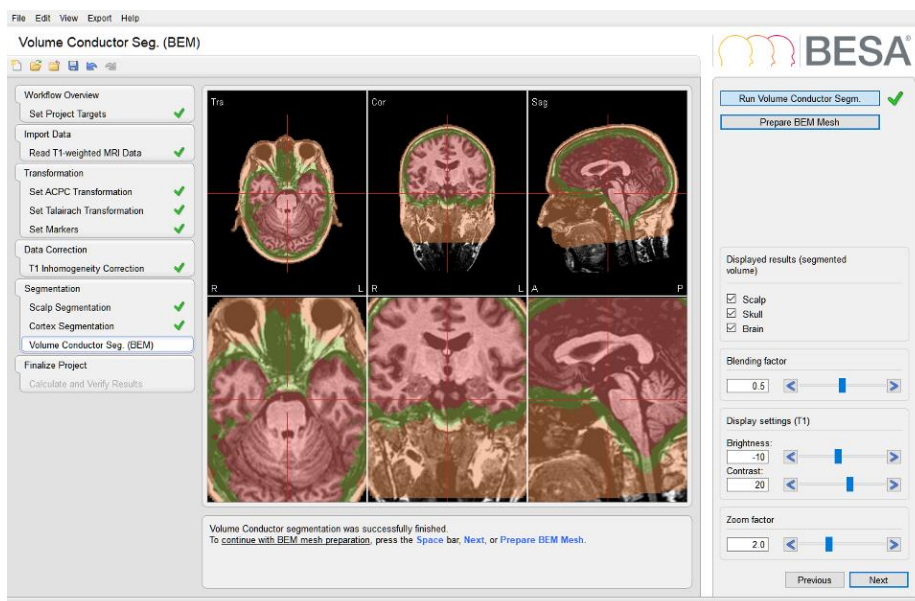 File Edit View Export Help
Volume Conductor Seg. (BEM)
BESA®
Workflow Overview
Set Project Targets
Import Data
Read T1-weighted MRI Data
Transformation
Set ACPC Transformation
Set Talairach Transformation
Set Markers
Data Correction
T1 Inhomogeneity Correction
Segmentation
Scalp Segmentation
Cortex Segmentation
Volume Conductor Seg. (BEM)
Finalize Project
Calculate and Verify Results
Trs
Cor
Sag
R L
R L
A P
Volume Conductor segmentation was successfully finished.
To continue with BEM mesh preparation, press the Space bar, Next, or Prepare BEM Mesh.
Run Volume Conductor Segm.
Prepare BEM Mesh
Displayed results (segmented
volume)
Scalp
Skull
Brain
Blending factor
0.5
Display settings (T1)
Brightness:
-10
Contrast:
20
Zoom factor
2.0
Previous Next